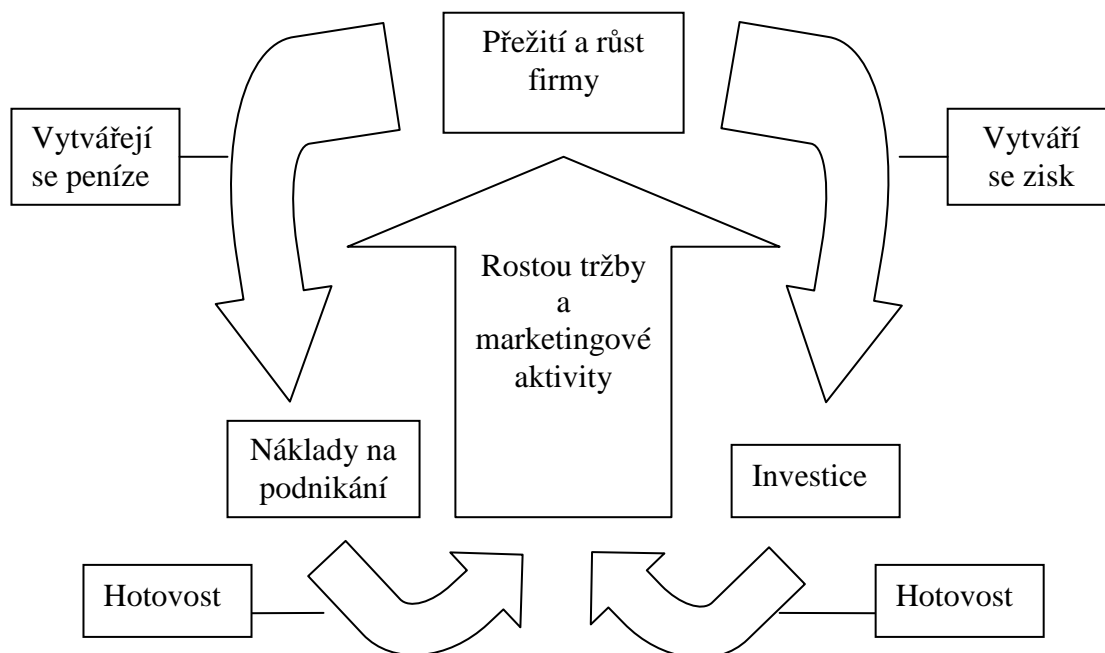 Přežití a růst
firmy
Vytvářejí
se peníze
Vytváří
se zisk
Rostou tržby
a
marketingové
aktivity
Náklady na
podnikání
Investice
Hotovost
Hotovost